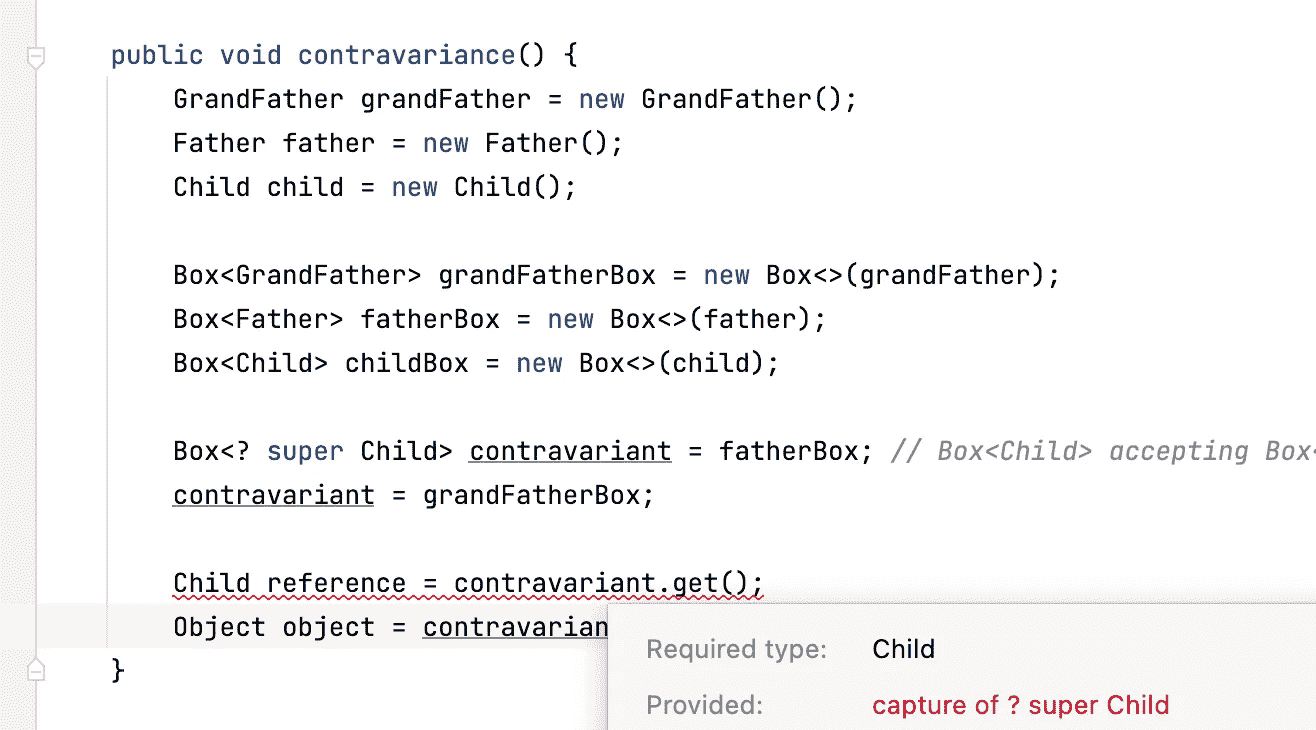 public void contravariance() {
GrandFather grandFather = new GrandFather();
Father father = new Father();
Child child = new Child();
Box<GrandFather> grandFatherBox = new Box<>(grandFather);
Box<Father> fatherBox = new Box<>(father);
Box<Child> childBox = new Box<>(child);
Box<? super Child> contravariant = fatherBox; // Box<Child> accepting Box<
contravariant = grandFatherBox;
Child reference = contravariant.get();
Object object = contravarian
Required type: Child
}
Provided: capture of ? super Child